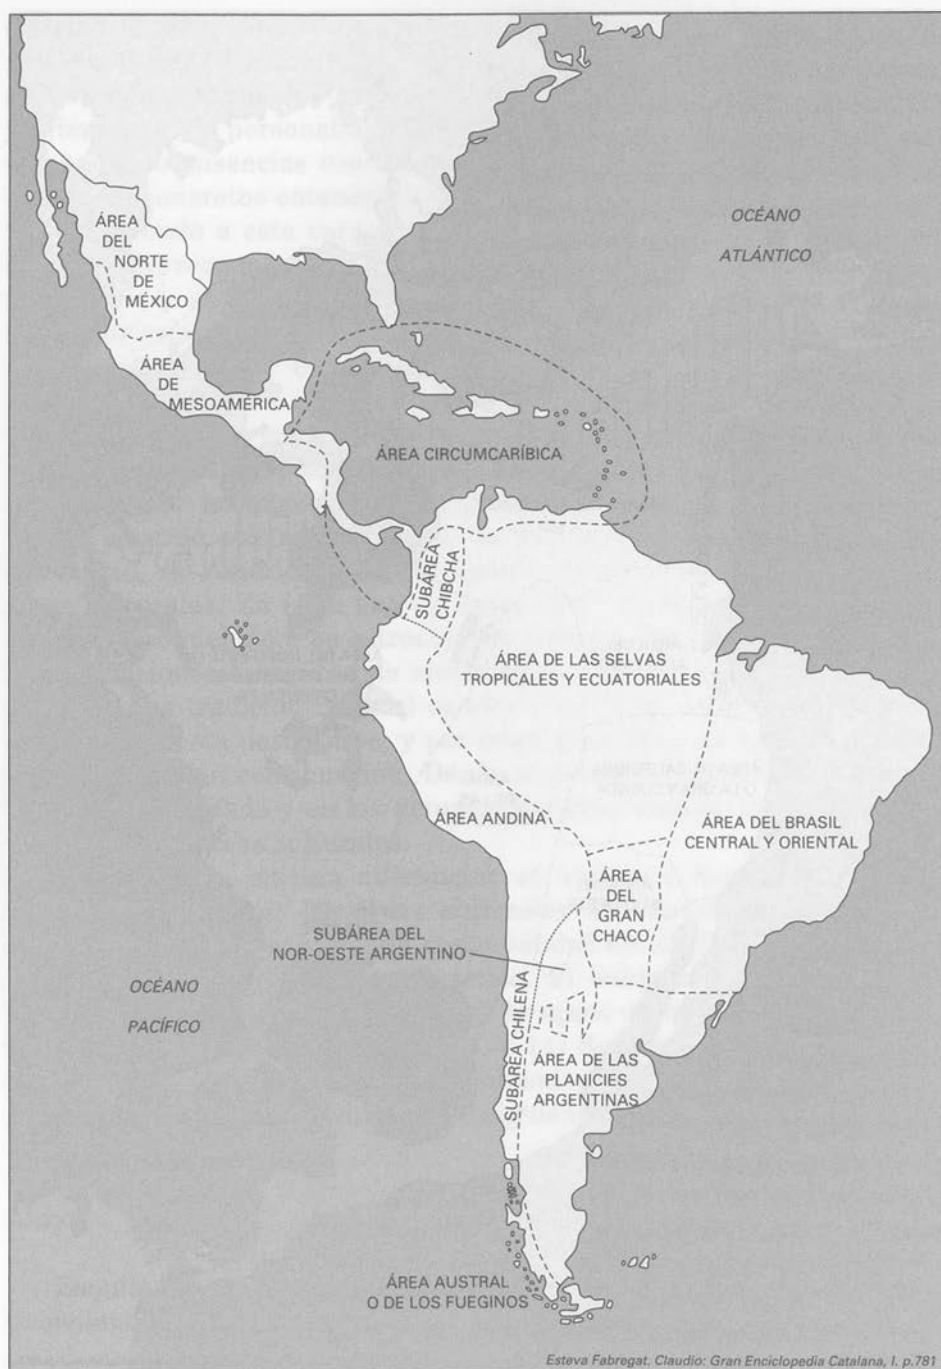 ÁREA
DEL
NORTE
DE
MÉXICO
OCÉANO
ATLÁNTICO
ÁREA
DE
MESOAMÉRICA
ÁREA CIRCUMCARÍBICA
SUBÁREA
CHIBCHA
ÁREA DE LAS SELVAS
TROPICALES Y ECUATORIALES
ÁREA ANDINA
ÁREA DEL BRASIL
CENTRAL Y ORIENTAL
ÁREA
DEL
GRAN
CHACO
SUBÁREA DEL
NOR-OESTE ARGENTINO
OCÉANO
PACÍFICO
SUBÁREA CHILENA
ÁREA DE LAS
PLANICIES
ARGENTINAS
ÁREA AUSTRAL
O DE LOS FUEGINOS
Esteva Fabregat. Claudio: Gran Enciclopedia Catalana, I. p.781